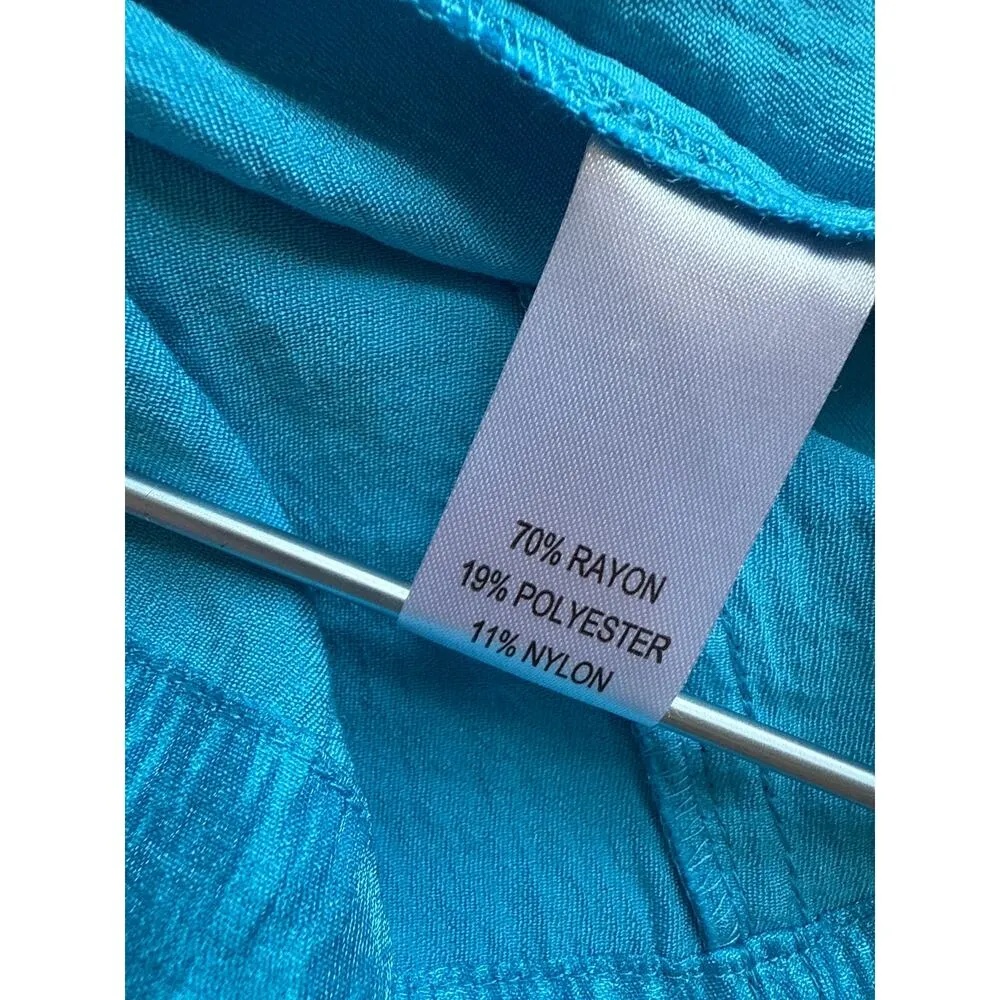 70% RAYON
19% POLYESTER
11% NYLON